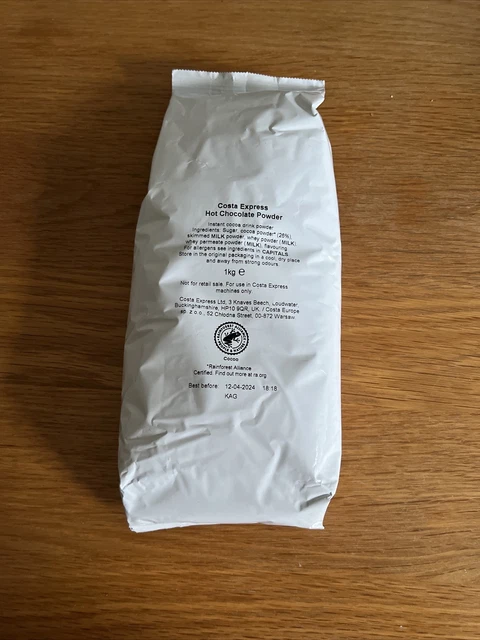 Costa Express
Hot Chocolate Powder
Instant cocoa drink powder
Ingredients: Sugar, cocoa powder* (25%)
skimmed MILK powder, whey powder (MILK)
whey permeate powder (MILK), flavouring
For allergens see ingredients in CAPITALS
Store in the original packaging in a cool, dry place
and away from strong odours.
1kg ℮
Not for retail sale. For use in Costa Express
machines only.
Costa Express Ltd, 3 Knaves Beech, Loudwater,
Buckinghamshire, HP10 9QR, UK. / Costa Europe
sp. z o.o., 52 Chlodna Street, 00-872 Warsaw.
Cocoa
*Rainforest Alliance
Certified. Find out more at ra.org
Best before: 12-04-2024 18:18
KAG